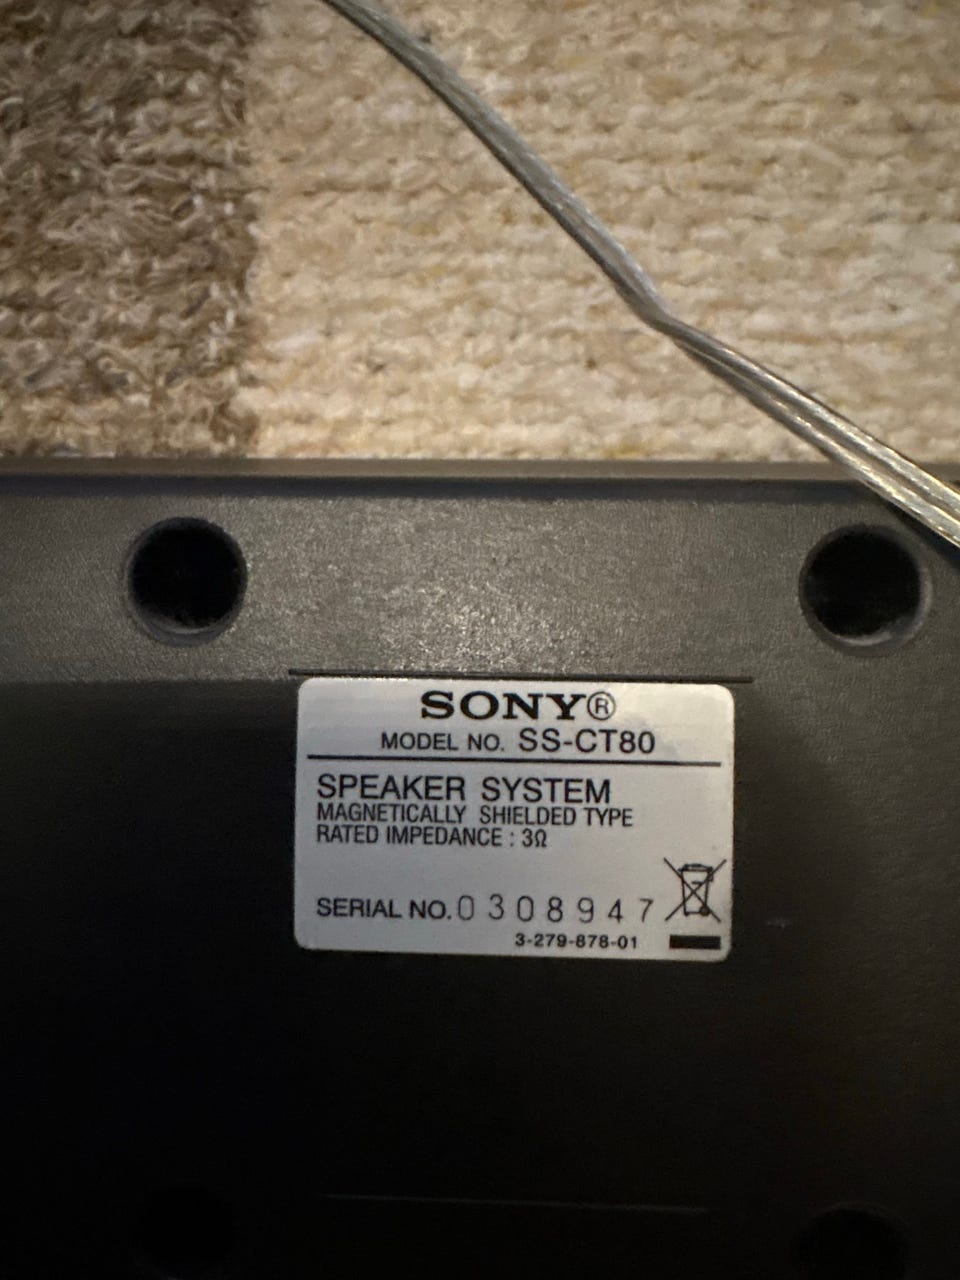 SONY®
MODEL NO. SS-CT80
SPEAKER SYSTEM
MAGNETICALLY SHIELDED TYPE
RATED IMPEDANCE : 3Ω
SERIAL NO. 0308947
3-279-878-01